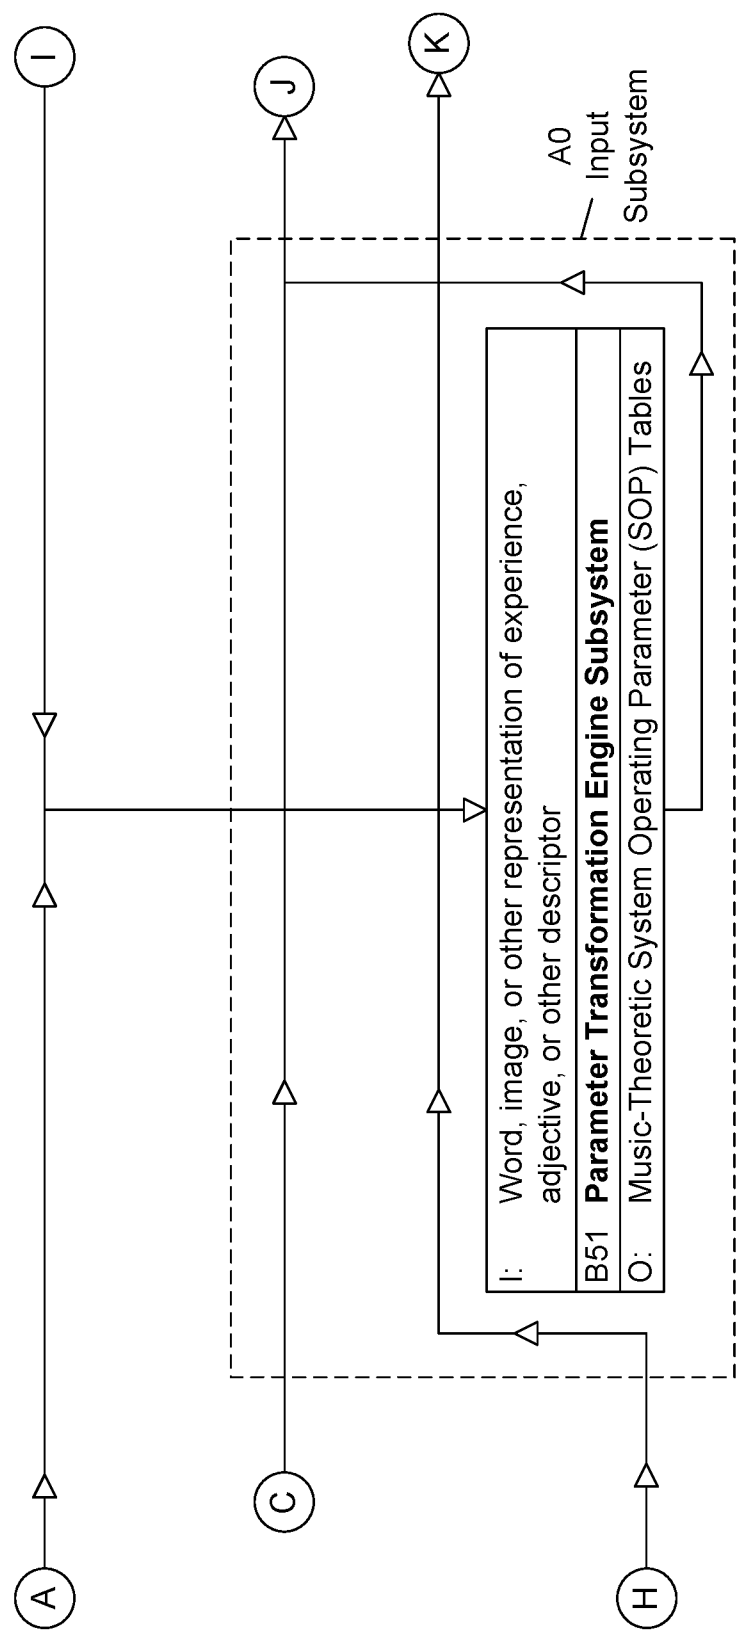 A
I
C
J
K
A0
Input
Subsystem
I: Word, image, or other representation of experience,
adjective, or other descriptor
B51 Parameter Transformation Engine Subsystem
O: Music-Theoretic System Operating Parameter (SOP) Tables
H